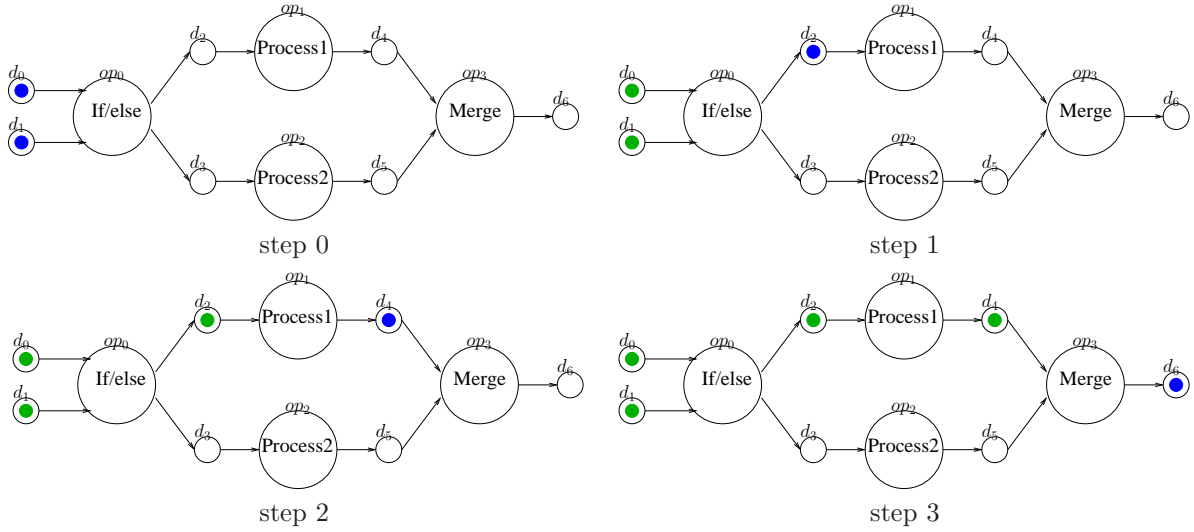 op₁
d₂ Process1 d₄
d₀ op₀ op₃
If/else Merge d₆
d₁ op₂
d₃ Process2 d₅
step 0
op₁
d₂ Process1 d₄
d₀ op₀ op₃
If/else Merge d₆
d₁ op₂
d₃ Process2 d₅
step 1
op₁
d₂ Process1 d₄
d₀ op₀ op₃
If/else Merge d₆
d₁ op₂
d₃ Process2 d₅
step 2
op₁
d₂ Process1 d₄
d₀ op₀ op₃
If/else Merge d₆
d₁ op₂
d₃ Process2 d₅
step 3